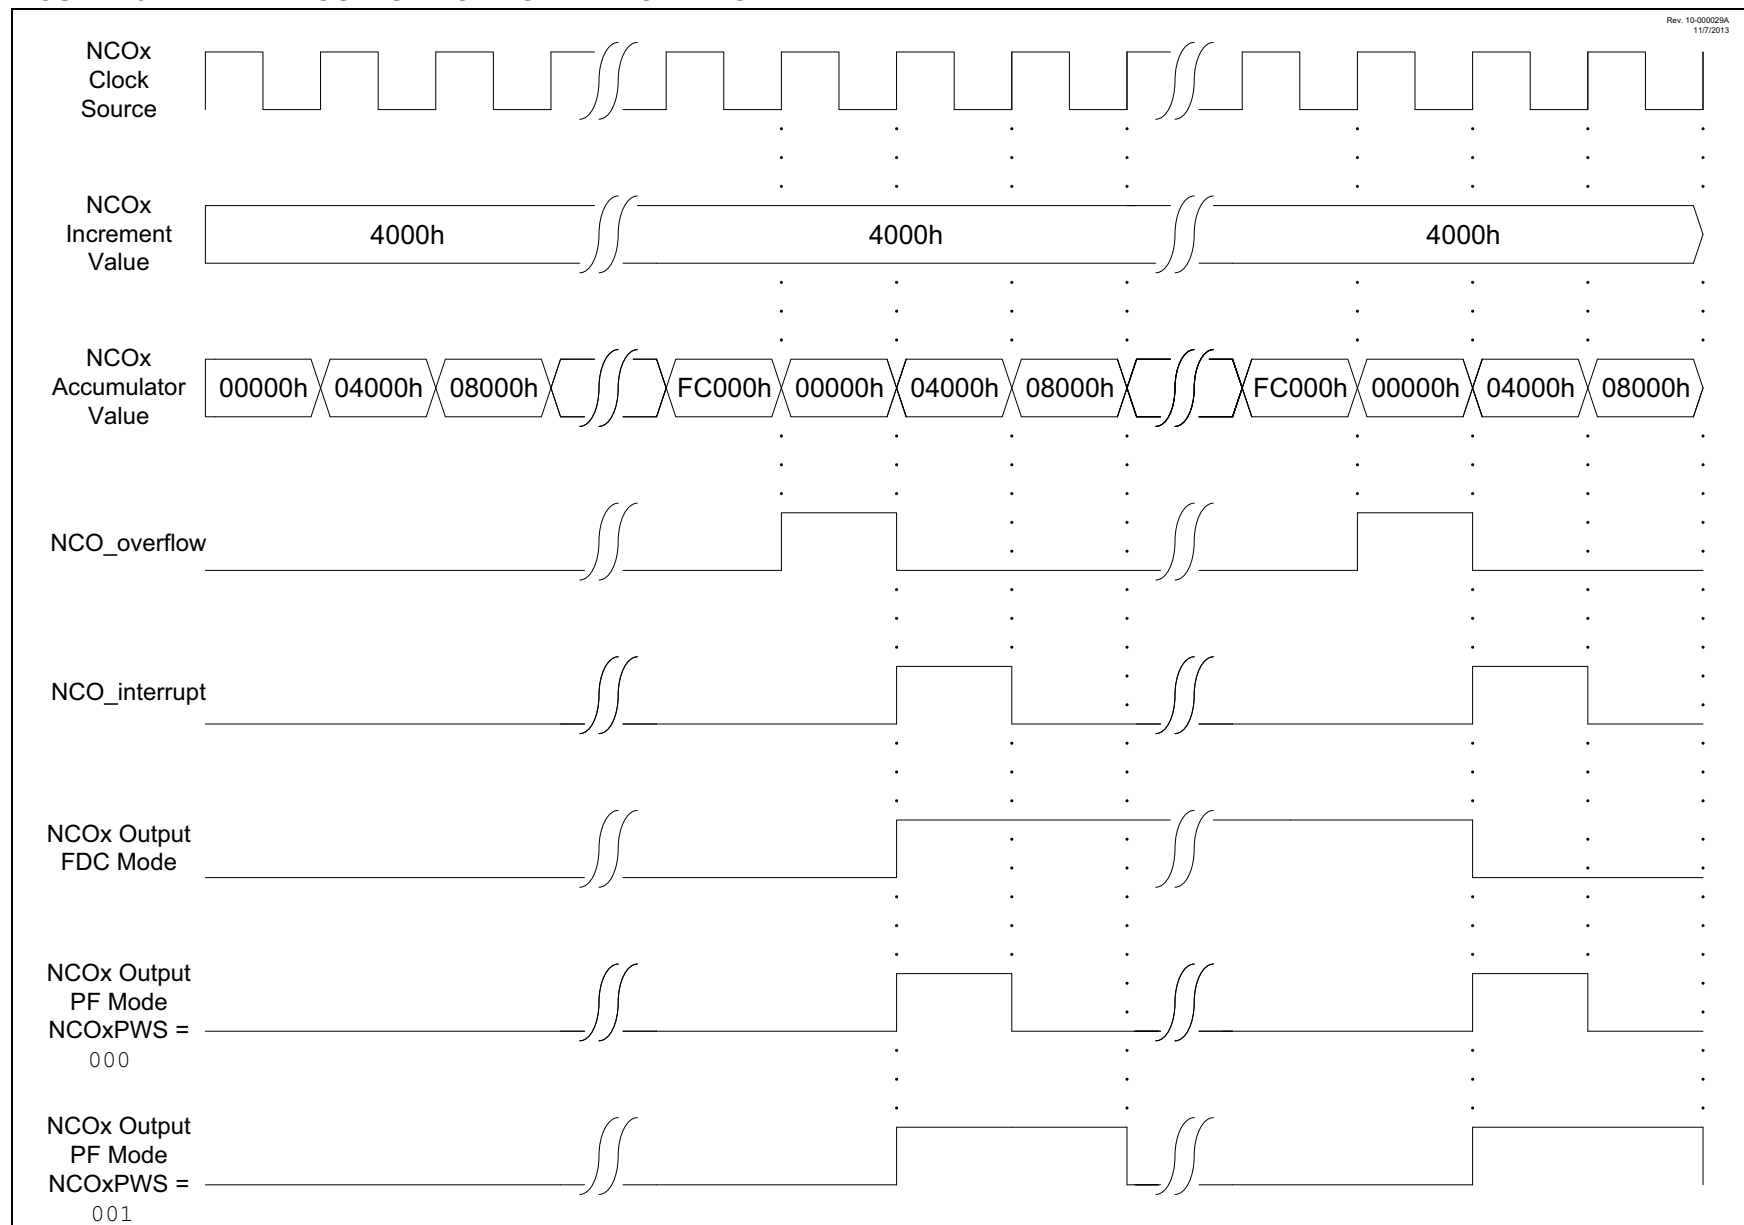 Rev. 10-000029A
11/7/2013
NCOx
Clock
Source
NCOx
Increment
Value
4000h 4000h 4000h
NCOx
Accumulator
Value
00000h 04000h 08000h FC000h 00000h 04000h 08000h FC000h 00000h 04000h 08000h
NCO_overflow
NCO_interrupt
NCOx Output
FDC Mode
NCOx Output
PF Mode
NCOxPWS =
000
NCOx Output
PF Mode
NCOxPWS =
001